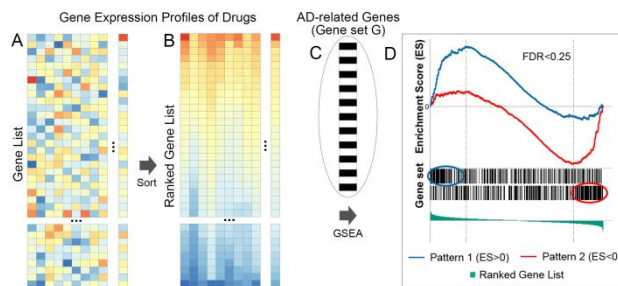 Gene Expression Profiles of Drugs
AD-related Genes
(Gene set G)
A
B
C
D
Gene List
...
...
Sort
Ranked Gene List
...
...
GSEA
FDR<0.25
Enrichment Score (ES)
0
Gene set
Pattern 1 (ES>0)
Pattern 2 (ES<0)
Ranked Gene List